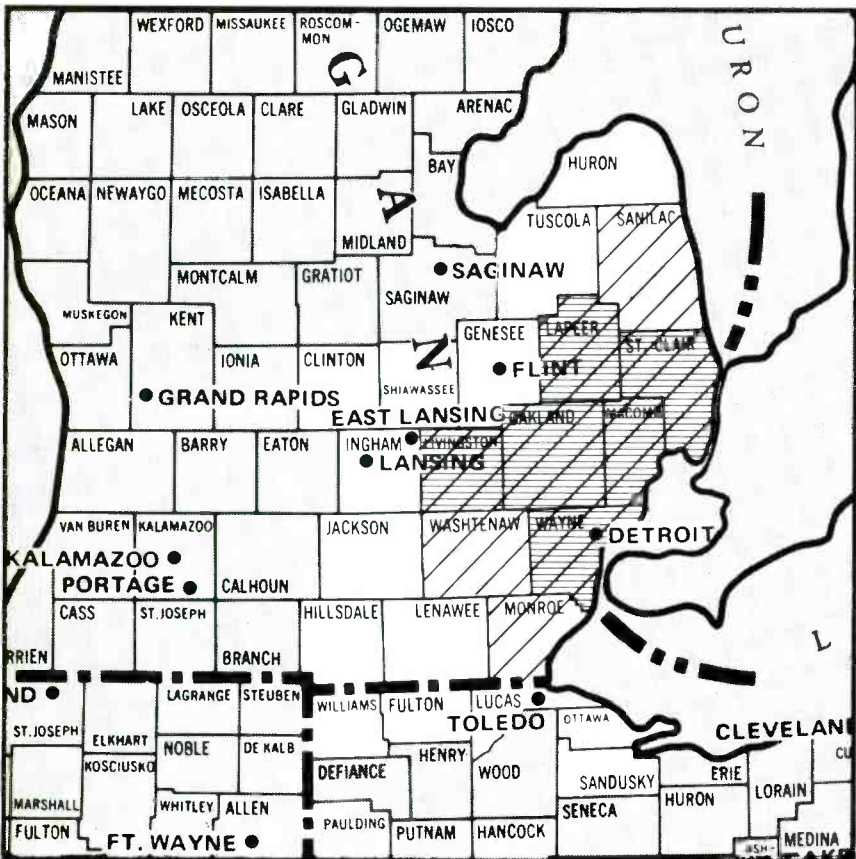 WEXFORD MISSAUKEE ROSCOM-
MON
OGEMAW IOSCO
MANISTEE
G
URON
MASON LAKE OSCEOLA CLARE GLADWIN ARENAC
BAY
HURON
OCEANA NEWAYGO MECOSTA ISABELLA
A
MIDLAND
TUSCOLA SANILAC
MONTCALM GRATIOT
SAGINAW
SAGINAW
MUSKEGON KENT
GENESEE LAPEER ST. CLAIR
OTTAWA IONIA CLINTON
N
SHIAWASSEE
FLINT
GRAND RAPIDS
EAST LANSING OAKLAND MACOMB
ALLEGAN BARRY EATON INGHAM LIVINGSTON
LANSING
VAN BUREN KALAMAZOO JACKSON WASHTENAW WAYNE
DETROIT
KALAMAZOO
PORTAGE CALHOUN
CASS ST. JOSEPH HILLSDALE LENAWEE MONROE
RRIEN BRANCH
L
ND
LAGRANGE STEUBEN WILLIAMS FULTON LUCAS
TOLEDO
OTTAWA
CLEVELAN
ST. JOSEPH ELKHART NOBLE DE KALB HENRY
CU
KOSCIUSKO DEFIANCE WOOD SANDUSKY ERIE LORAIN
MARSHALL WHITLEY ALLEN SENECA HURON
FULTON
FT. WAYNE
PAULDING PUTNAM HANCOCK
ASH-
MEDINA